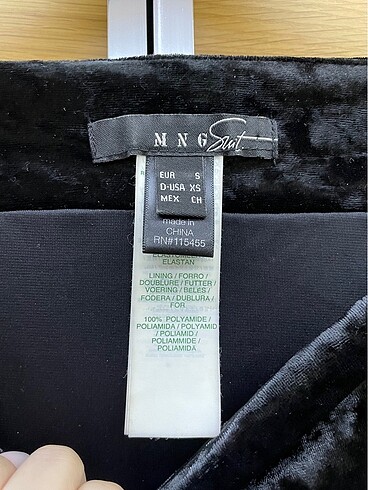 MNG Suit
EUR S
D-USA XS
MEX CH
made in
CHINA
RN#115455
ELASTAN
LINING / FORRO /
DOUBLURE / FUTTER /
VOERING / BÉLÉS /
FODERA / DUBLURA /
FOR
100% POLYAMIDE /
POLIAMIDA / POLYAMID
/ POLIAMID /
POLIAMMIDE /
POLIAMIDA